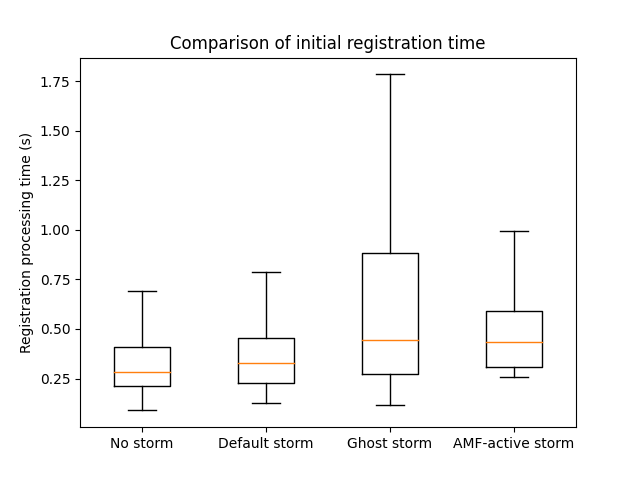 Comparison of initial registration time
Registration processing time (s)
1.75
1.50
1.25
1.00
0.75
0.50
0.25
No storm
Default storm
Ghost storm
AMF-active storm